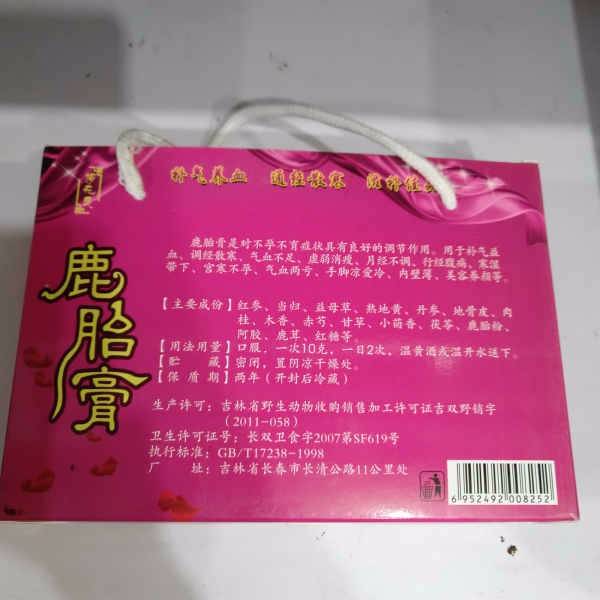 补气养血 通经散寒 滋补佳
鹿胎膏
鹿胎膏是对不孕不育症状具有良好的调节作用。用于补气益
血、调经散寒、气血不足、虚弱消瘦、月经不调、行经腹痛、寒湿
带下、宫寒不孕、气血两亏、手脚凉爱冷、内壁薄、美容养颜等。
【主要成份】红参、当归、益母草、熟地黄、丹参、地骨皮、肉
桂、木香、赤芍、甘草、小茴香、茯苓、鹿胎粉、
阿胶、鹿茸、红糖等。
【用法用量】口服。一次10克，一日2次，温黄酒或温开水送下。
【贮 藏】密闭，置阴凉干燥处。
【保 质 期】两年（开封后冷藏）
生产许可：吉林省野生动物收购销售加工许可证吉双野销字
（2011-058）
卫生许可证号：长双卫食字2007第SF619号
执行标准：GB/T17238-1998
厂 址：吉林省长春市长清公路11公里处
6 952492 008252